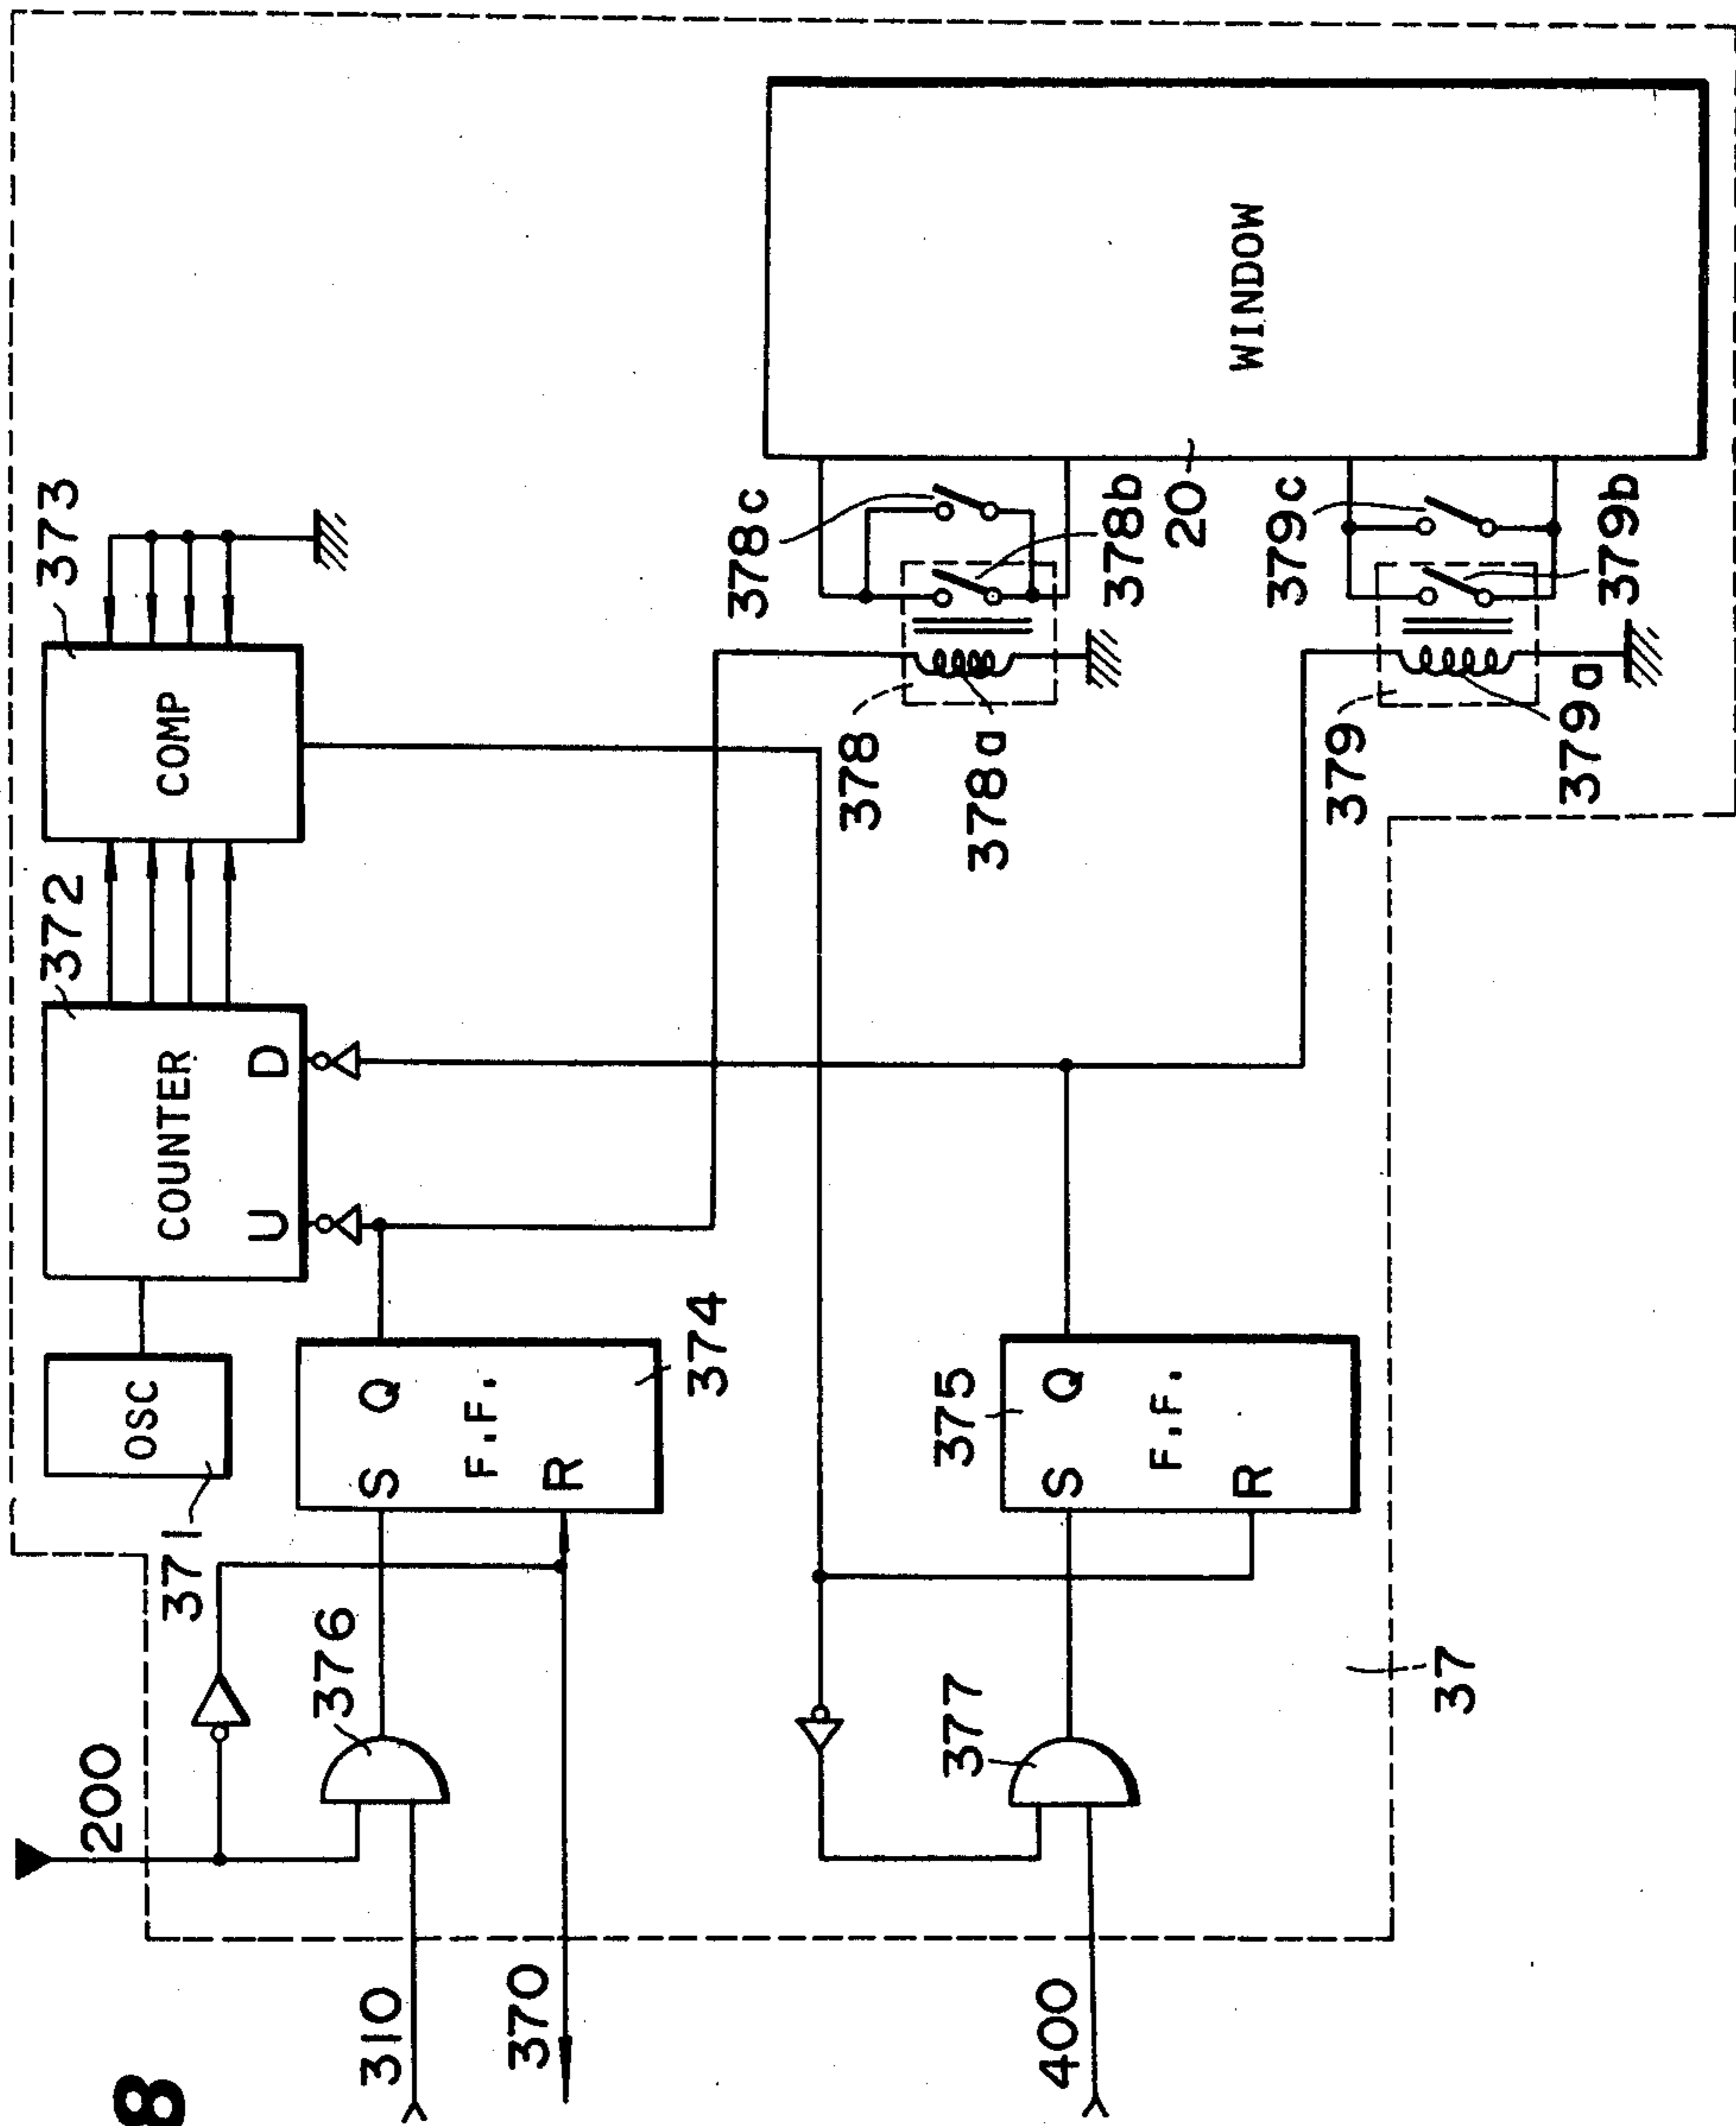 8
200
310
370
400
371
OSC
372
COUNTER
U
D
373
COMP
376
374
S
Q
F.F.
R
377
375
S
Q
F.F.
R
37
378
378a
378b
378c
379
379a
379b
379c
20
WINDOW